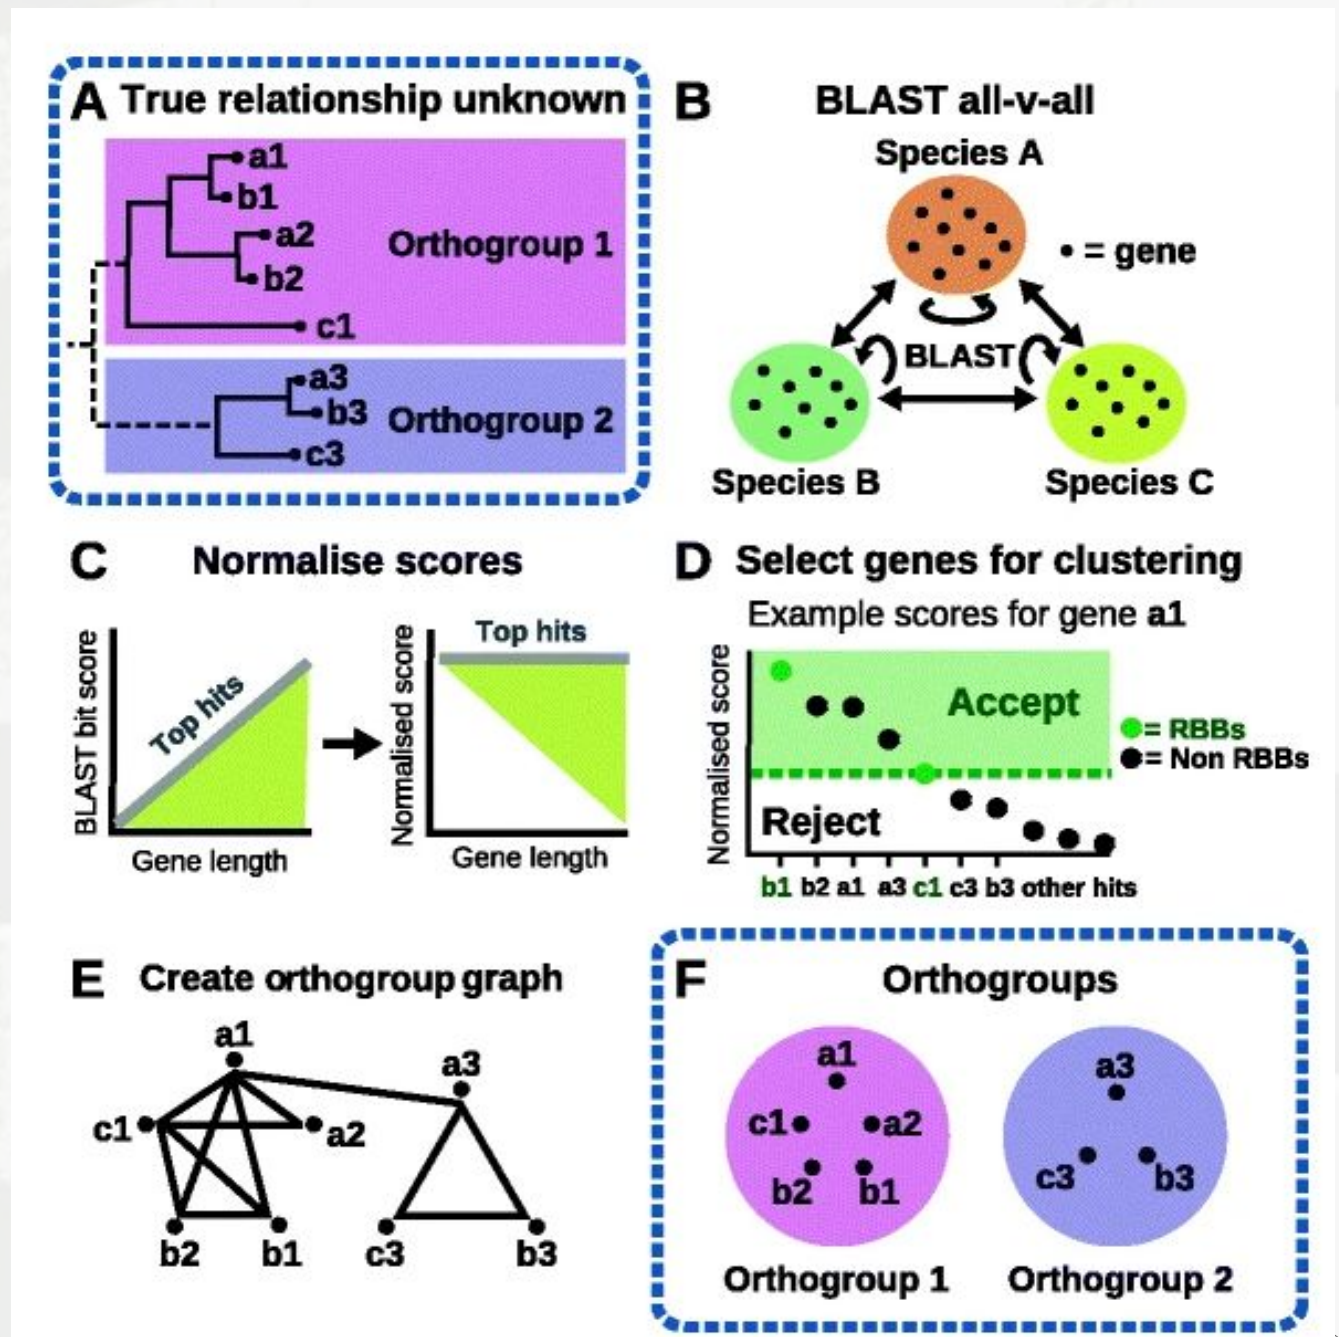 A True relationship unknown
a1
b1
a2
b2
c1
Orthogroup 1
a3
b3
c3
Orthogroup 2
B BLAST all-v-all
Species A
• = gene
BLAST
Species B
Species C
C Normalise scores
BLAST bit score
Top hits
Gene length
Normalised score
Top hits
Gene length
D Select genes for clustering
Example scores for gene a1
Normalised score
Accept
Reject
= RBBs
= Non RBBs
b1 b2 a1 a3 c1 c3 b3 other hits
E Create orthogroup graph
a1
a3
c1
a2
b2
b1
c3
b3
F Orthogroups
a1
c1
a2
b2
b1
Orthogroup 1
a3
c3
b3
Orthogroup 2